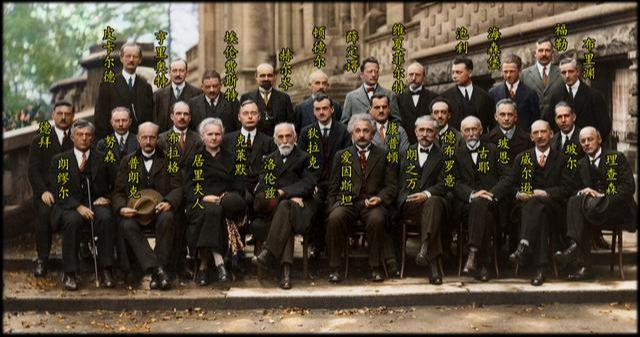 皮卡尔德
亨里奥特
埃伦费斯特
赫尔岑
顿德尔
薛定谔
维夏菲尔特
泡利
海森堡
福勒
布里渊
德拜
努森
布拉格
克莱默
狄拉克
康普顿
德布罗意
玻恩
玻尔
朗缪尔
普朗克
居里夫人
洛伦兹
爱因斯坦
朗之万
古耶
威尔逊
理查森